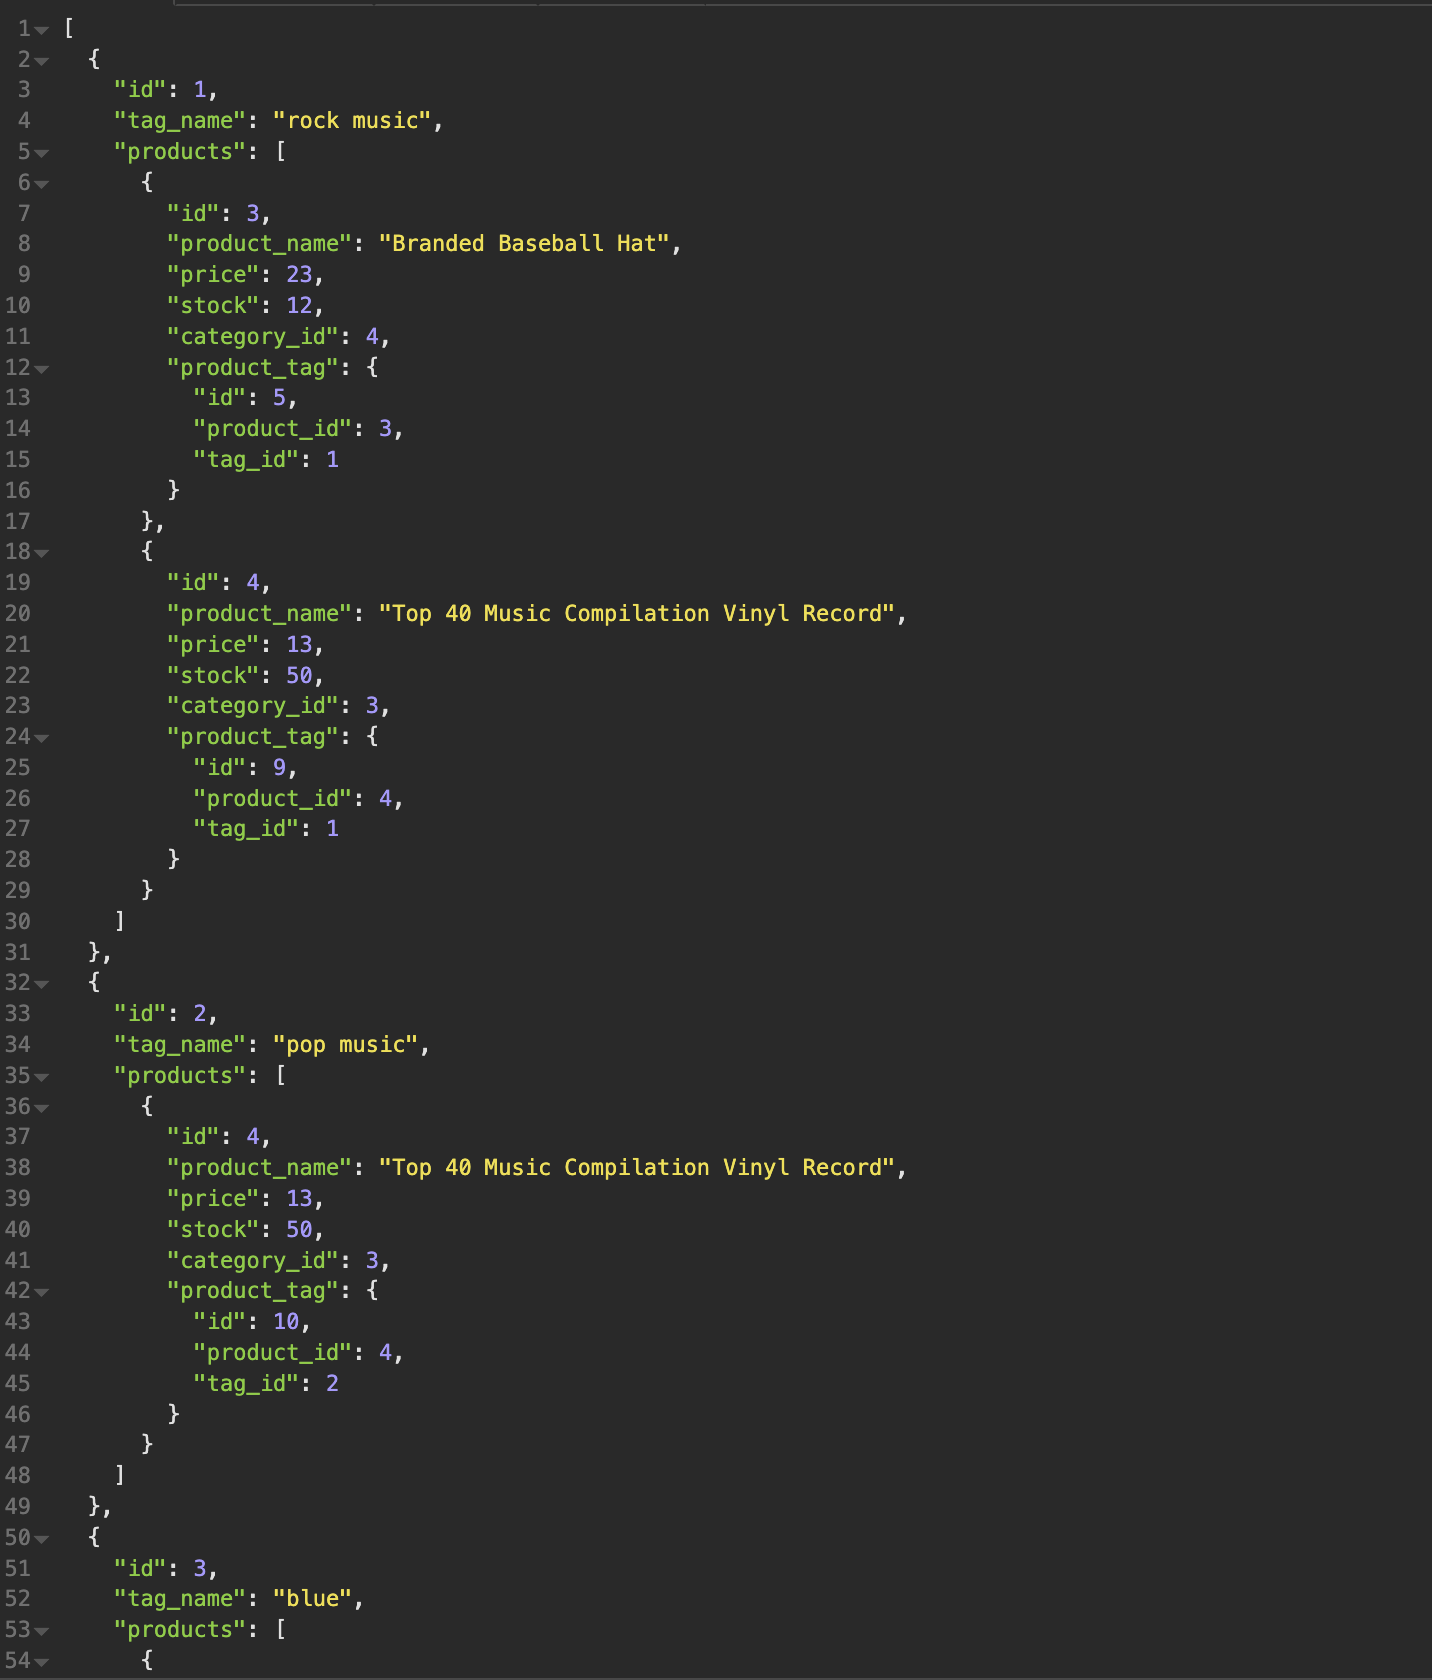 1 [
2 {
3 "id": 1,
4 "tag_name": "rock music",
5 "products": [
6 {
7 "id": 3,
8 "product_name": "Branded Baseball Hat",
9 "price": 23,
10 "stock": 12,
11 "category_id": 4,
12 "product_tag": {
13 "id": 5,
14 "product_id": 3,
15 "tag_id": 1
16 }
17 },
18 {
19 "id": 4,
20 "product_name": "Top 40 Music Compilation Vinyl Record",
21 "price": 13,
22 "stock": 50,
23 "category_id": 3,
24 "product_tag": {
25 "id": 9,
26 "product_id": 4,
27 "tag_id": 1
28 }
29 }
30 ]
31 },
32 {
33 "id": 2,
34 "tag_name": "pop music",
35 "products": [
36 {
37 "id": 4,
38 "product_name": "Top 40 Music Compilation Vinyl Record",
39 "price": 13,
40 "stock": 50,
41 "category_id": 3,
42 "product_tag": {
43 "id": 10,
44 "product_id": 4,
45 "tag_id": 2
46 }
47 }
48 ]
49 },
50 {
51 "id": 3,
52 "tag_name": "blue",
53 "products": [
54 {